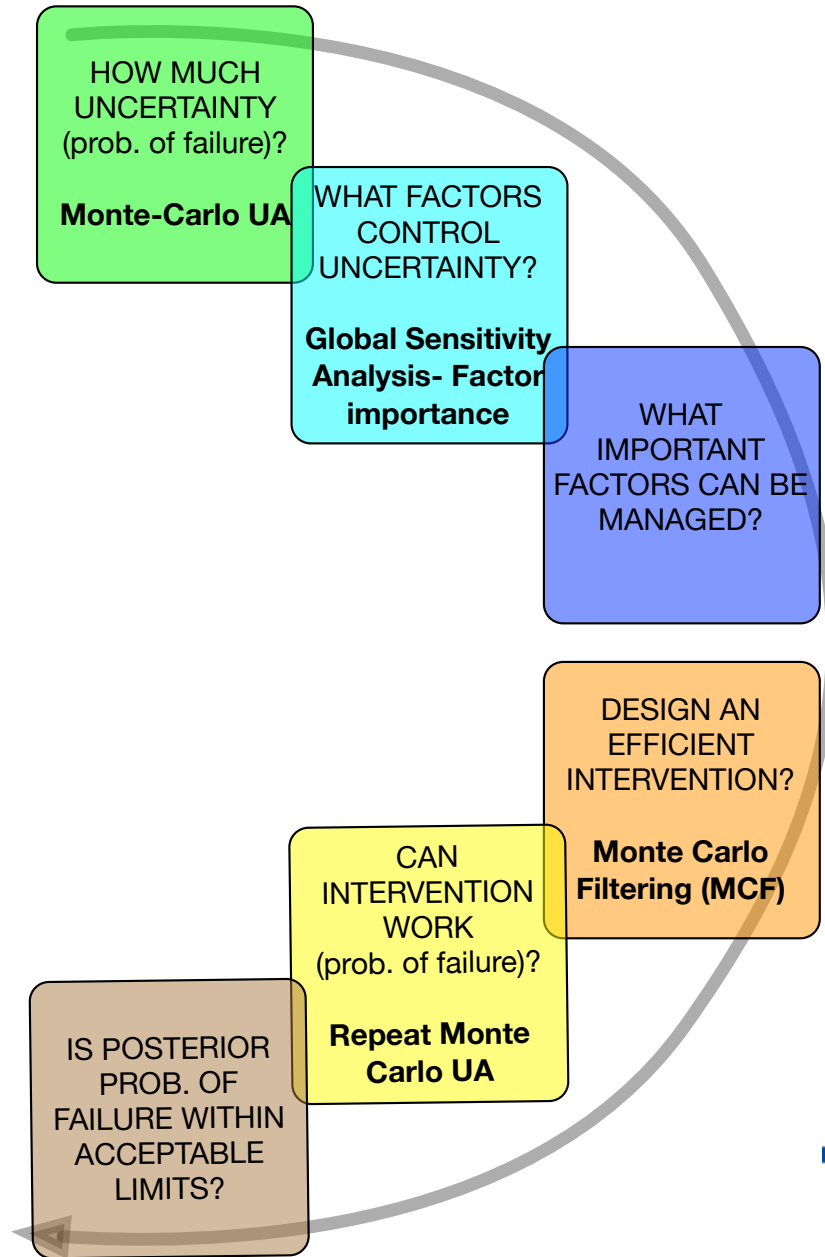 HOW MUCH
UNCERTAINTY
(prob. of failure)?
Monte-Carlo UA
WHAT FACTORS
CONTROL
UNCERTAINTY?
Global Sensitivity
Analysis- Factor
importance
WHAT
IMPORTANT
FACTORS CAN BE
MANAGED?
DESIGN AN
EFFICIENT
INTERVENTION?
Monte Carlo
Filtering (MCF)
CAN
INTERVENTION
WORK
(prob. of failure)?
Repeat Monte
Carlo UA
IS POSTERIOR
PROB. OF
FAILURE WITHIN
ACCEPTABLE
LIMITS?